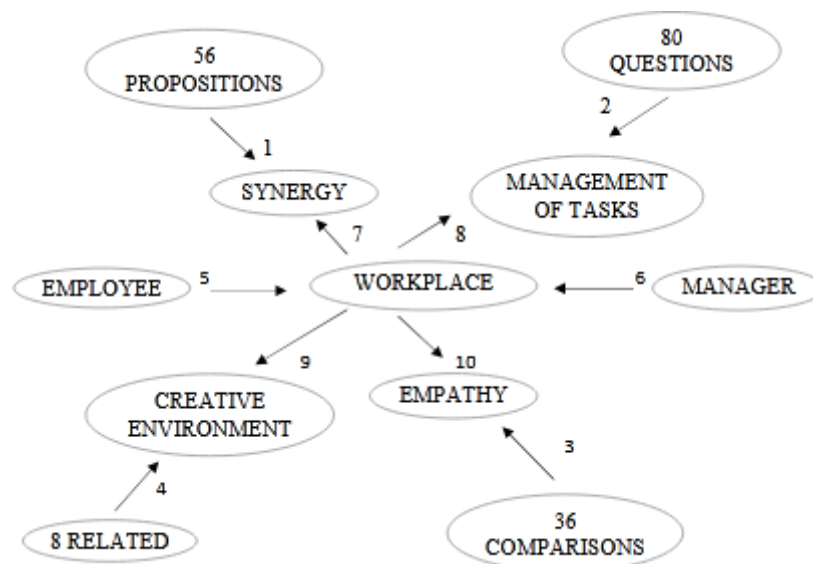 56
PROPOSITIONS
80
QUESTIONS
1
2
SYNERGY
MANAGEMENT
OF TASKS
7
8
EMPLOYEE
5
WORKPLACE
6
MANAGER
9
10
CREATIVE
ENVIRONMENT
EMPATHY
4
3
8 RELATED
36
COMPARISONS